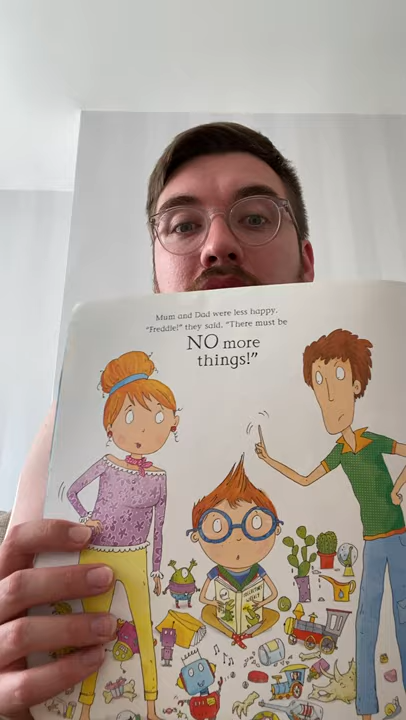 Mum and Dad were less happy.
"Freddie!" they said. "There must be
NO more
things!"